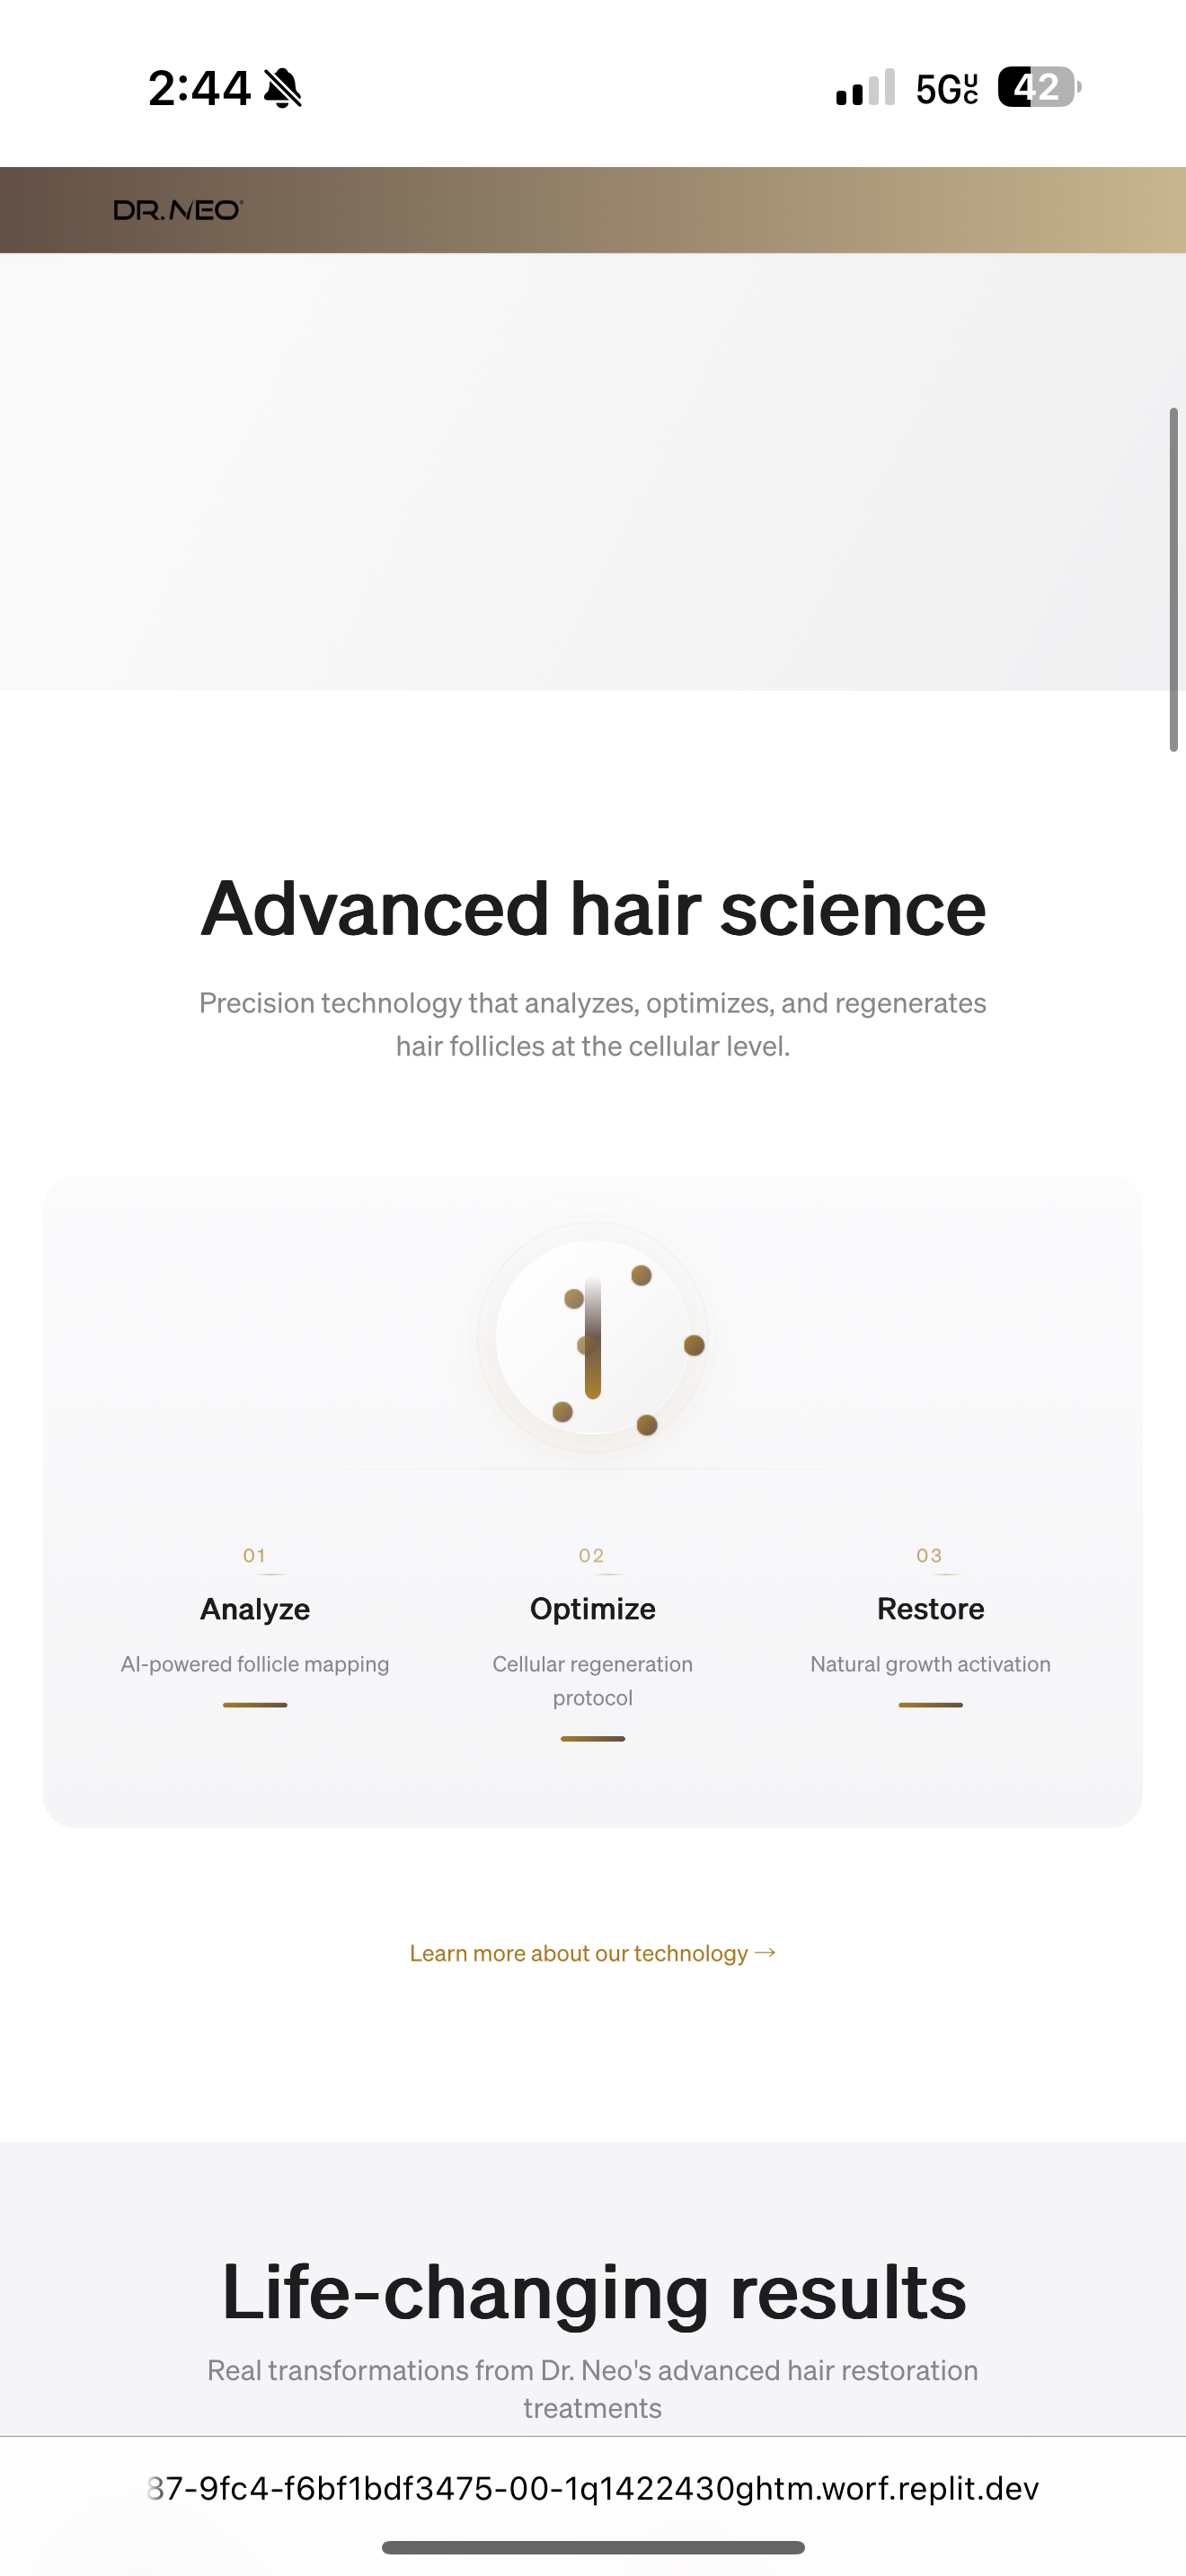 2:44
5G UC
42
DR. NEO
Advanced hair science
Precision technology that analyzes, optimizes, and regenerates
hair follicles at the cellular level.
01
02
03
Analyze
Optimize
Restore
AI-powered follicle mapping
Cellular regeneration
protocol
Natural growth activation
Learn more about our technology →
Life-changing results
Real transformations from Dr. Neo's advanced hair restoration
treatments
87-9fc4-f6bf1bdf3475-00-1q1422430ghtm.worf.replit.dev